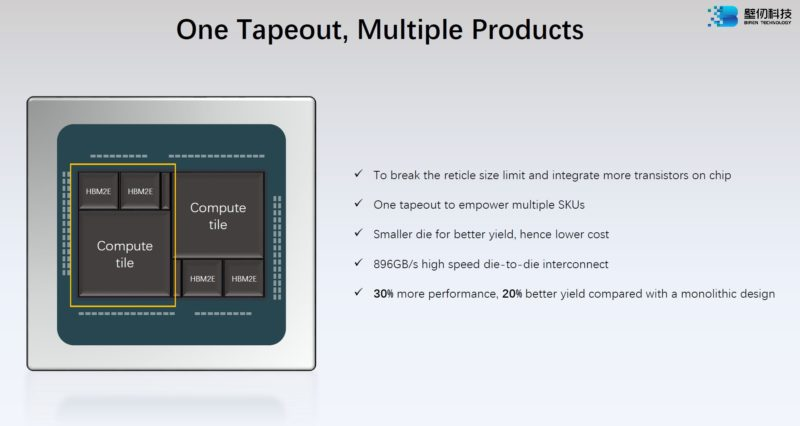 壁仞科技
BIREN TECHNOLOGY
One Tapeout, Multiple Products
HBM2E
HBM2E
Compute
tile
Compute
tile
HBM2E
HBM2E
✓ To break the reticle size limit and integrate more transistors on chip
✓ One tapeout to empower multiple SKUs
✓ Smaller die for better yield, hence lower cost
✓ 896GB/s high speed die-to-die interconnect
✓ 30% more performance, 20% better yield compared with a monolithic design